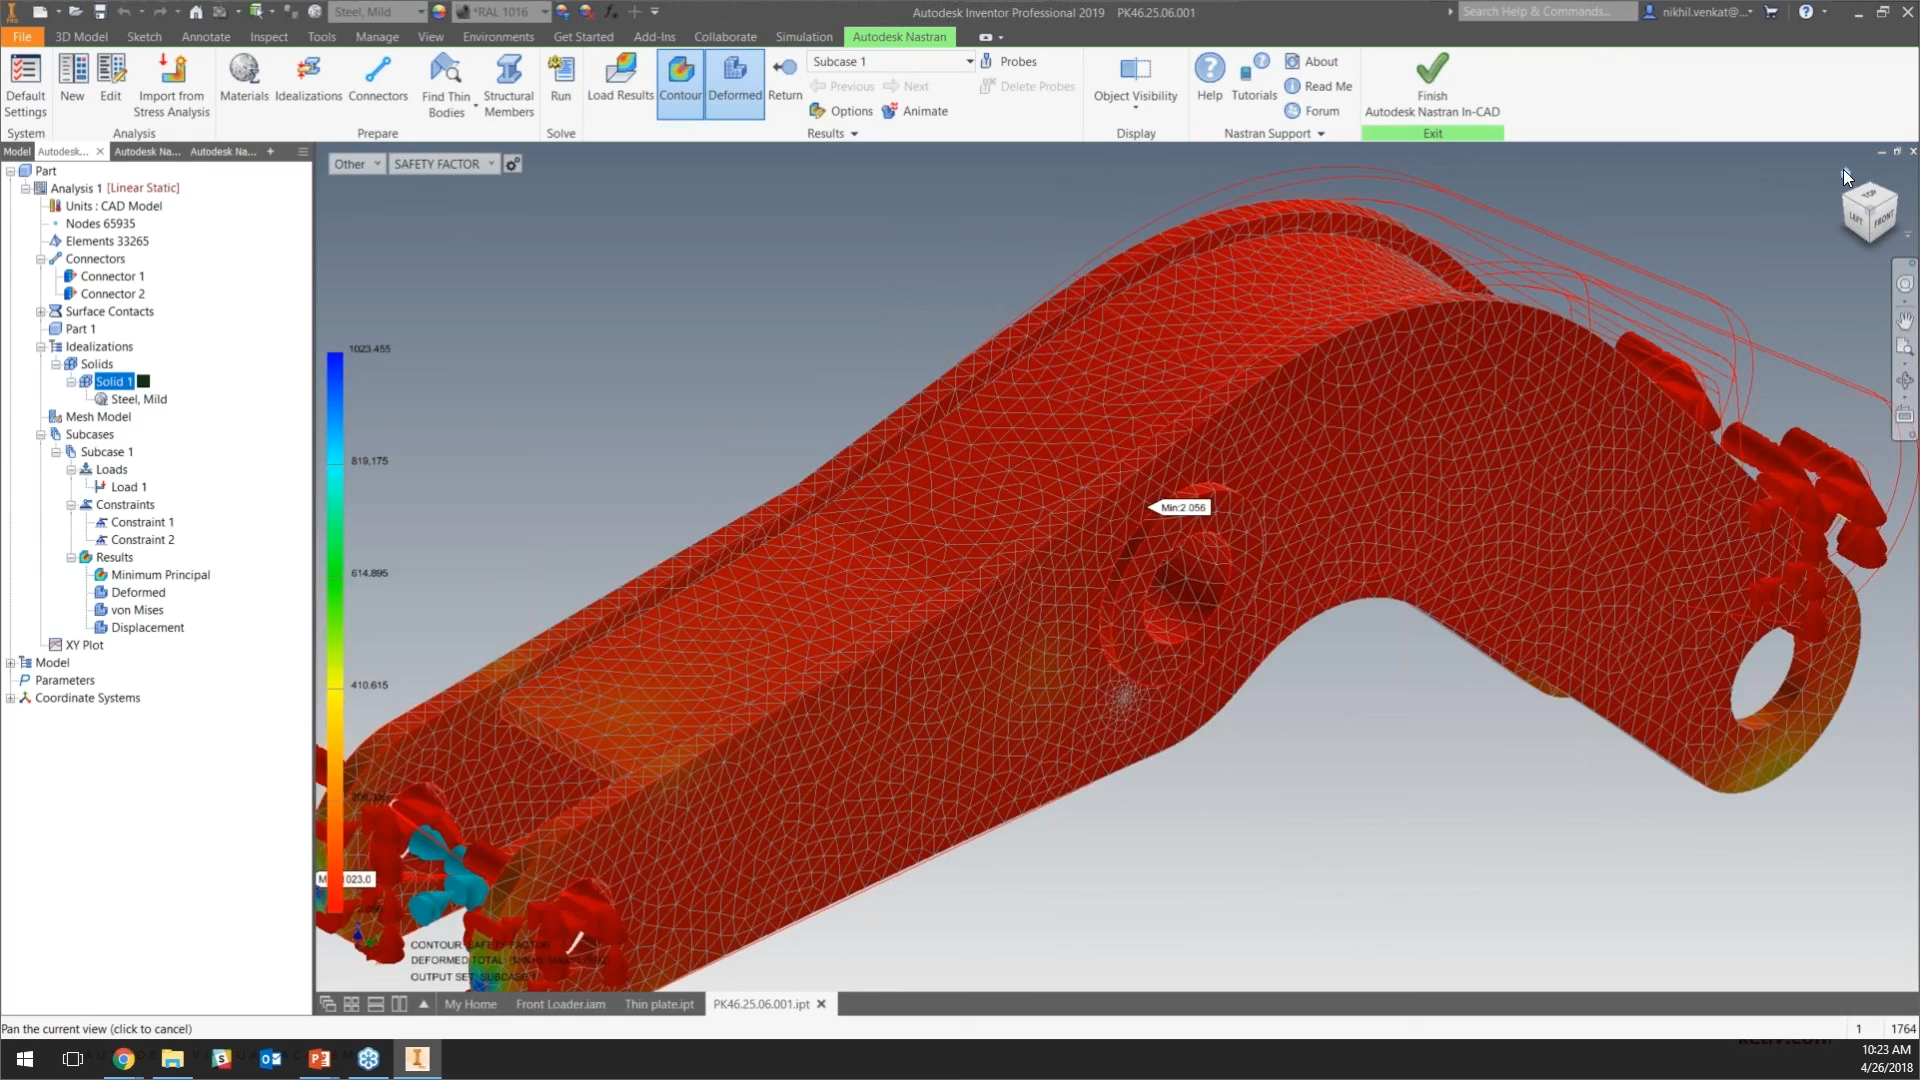 Steel, Mild
*RAL 1016
Autodesk Inventor Professional 2019 PK46.25.06.001
Search Help & Commands...
nikhil.venkat@...
File 3D Model Sketch Annotate Inspect Tools Manage View Environments Get Started Add-Ins Collaborate Simulation Autodesk Nastran
Default Settings
New
Edit
Import from Stress Analysis
Materials
Idealizations
Connectors
Find Thin Bodies
Structural Members
Run
Load Results
Contour
Deformed
Return
Subcase 1
Previous
Next
Options
Animate
Probes
Delete Probes
Object Visibility
Help
Tutorials
About
Read Me
Forum
Finish
Autodesk Nastran In-CAD
System
Analysis
Prepare
Solve
Results
Display
Nastran Support
Exit
Model
Autodesk...
Autodesk Na...
Autodesk Na...
Part
Analysis 1 [Linear Static]
Units : CAD Model
Nodes 65935
Elements 33265
Connectors
Connector 1
Connector 2
Surface Contacts
Part 1
Idealizations
Solids
Solid 1
Steel, Mild
Mesh Model
Subcases
Subcase 1
Loads
Load 1
Constraints
Constraint 1
Constraint 2
Results
Minimum Principal
Deformed
von Mises
Displacement
XY Plot
Model
Parameters
Coordinate Systems
Other
SAFETY FACTOR
TOP
LEFT
FRONT
1023.455
819.175
614.895
410.615
Min:2.056
CONTOUR: SAFETY FACTOR
DEFORMED TOTAL
OUTPUT SET: SUBCASE 1
My Home
Front Loader.iam
Thin plate.ipt
PK46.25.06.001.ipt
Pan the current view (click to cancel)
1
1764
10:23 AM
4/26/2018